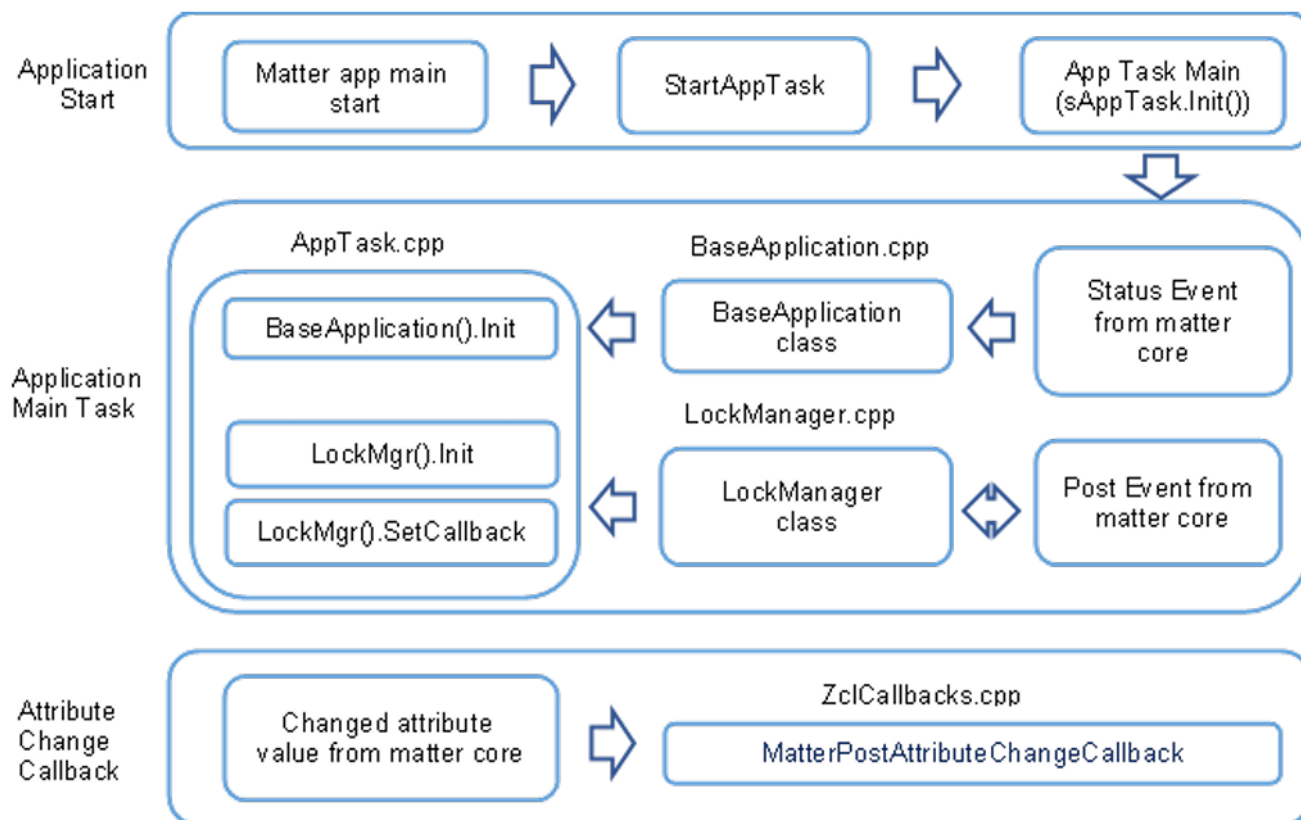 Application
Start
Matter app main
start
StartAppTask
App Task Main
(sAppTask.Init())
Application
Main Task
AppTask.cpp
BaseApplication().Init
LockMgr().Init
LockMgr().SetCallback
BaseApplication.cpp
BaseApplication
class
Status Event
from matter
core
LockManager.cpp
LockManager
class
Post Event from
matter core
Attribute
Change
Callback
Changed attribute
value from matter core
ZclCallbacks.cpp
MatterPostAttributeChangeCallback